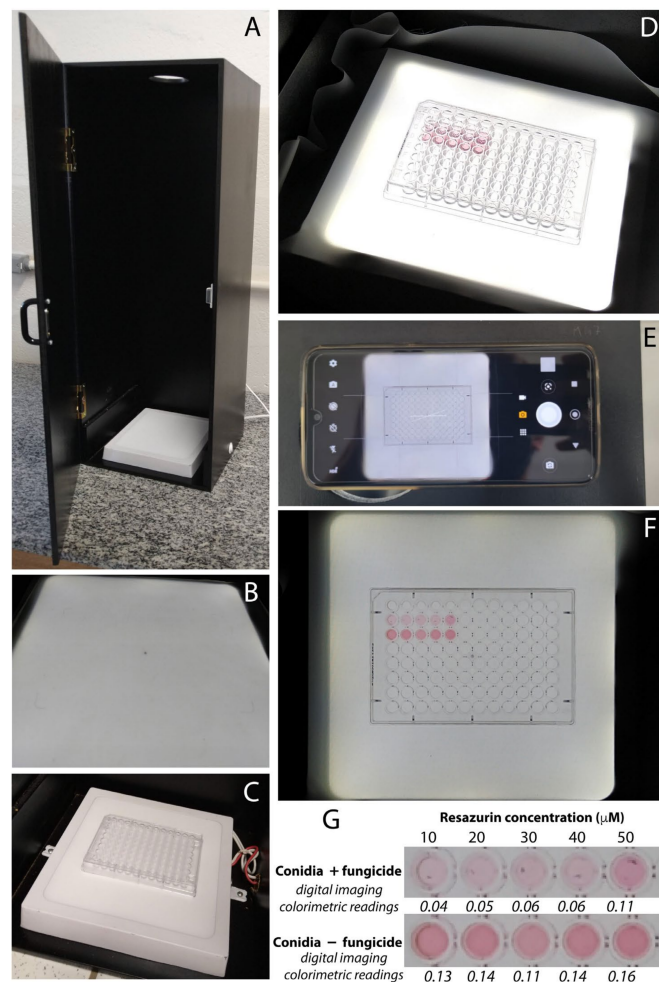 A
B
C
D
E
F
G
Resazurin concentration (µM)
10 20 30 40 50
Conidia + fungicide
digital imaging
colorimetric readings
0.04 0.05 0.06 0.06 0.11
Conidia − fungicide
digital imaging
colorimetric readings
0.13 0.14 0.11 0.14 0.16